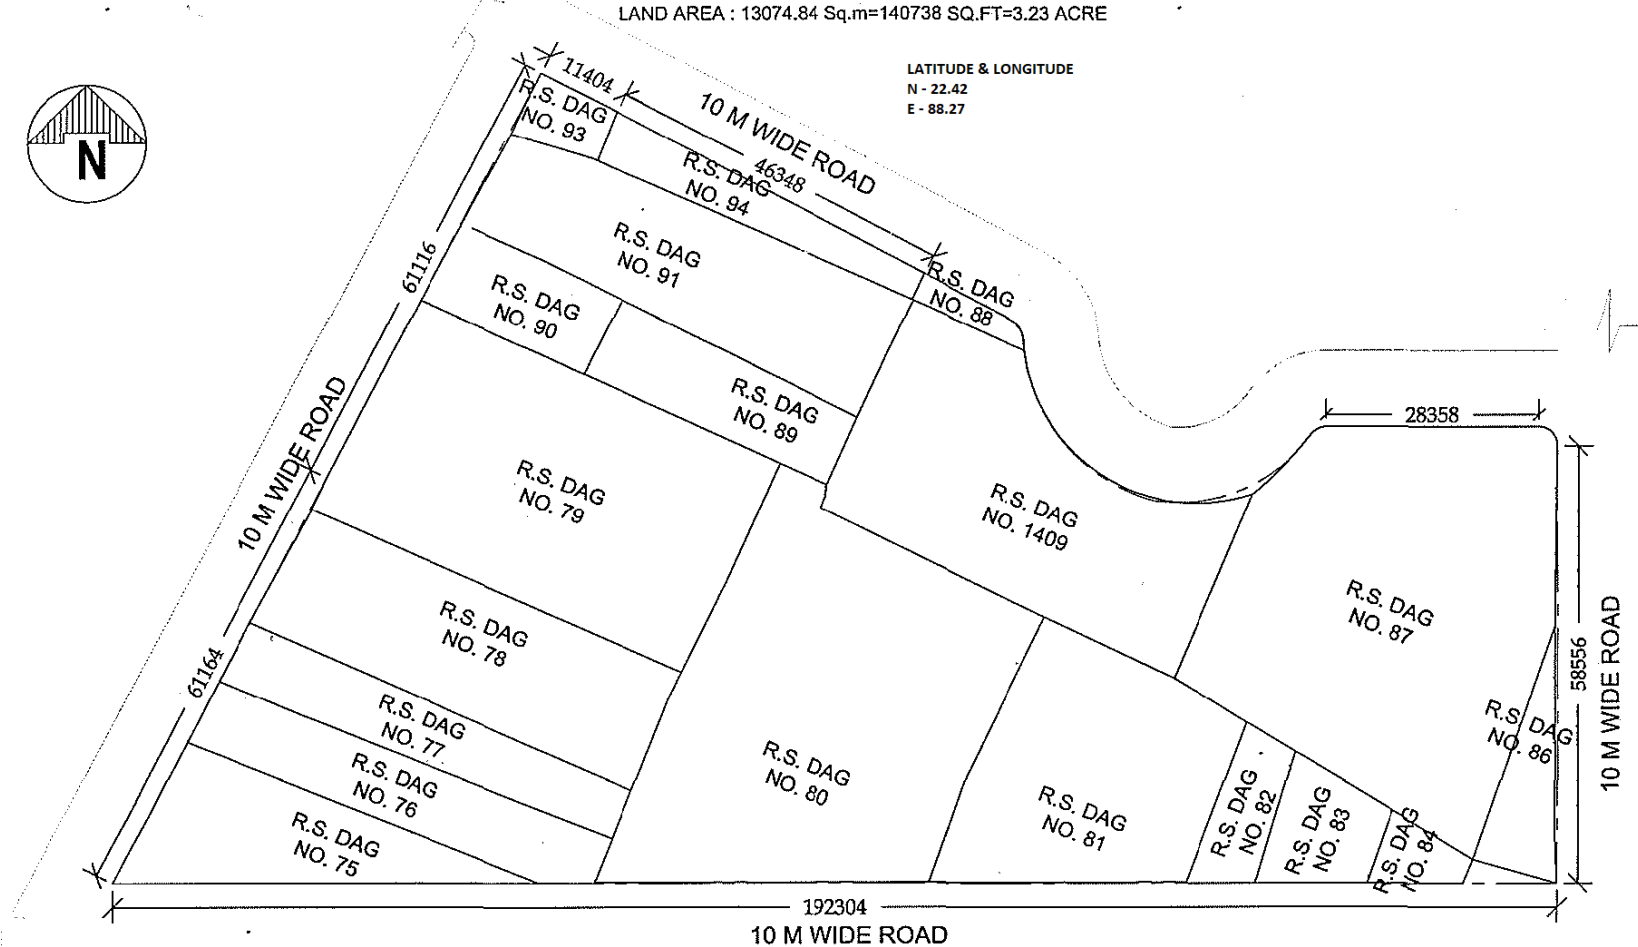 LAND AREA : 13074.84 Sq.m=140738 SQ.FT=3.23 ACRE
LATITUDE & LONGITUDE
N - 22.42
E - 88.27
N
11404
10 M WIDE ROAD
46348
R.S. DAG
NO. 93
R.S. DAG
NO. 94
R.S. DAG
NO. 91
61116
R.S. DAG
NO. 90
R.S. DAG
NO. 88
R.S. DAG
NO. 89
28358
10 M WIDE ROAD
R.S. DAG
NO. 79
R.S. DAG
NO. 1409
R.S. DAG
NO. 87
R.S. DAG
NO. 78
58556
10 M WIDE ROAD
61164
R.S. DAG
NO. 77
R.S. DAG
NO. 86
R.S. DAG
NO. 76
R.S. DAG
NO. 80
R.S. DAG
NO. 75
R.S. DAG
NO. 81
R.S. DAG
NO. 82
R.S. DAG
NO. 83
R.S. DAG
NO. 84
192304
10 M WIDE ROAD